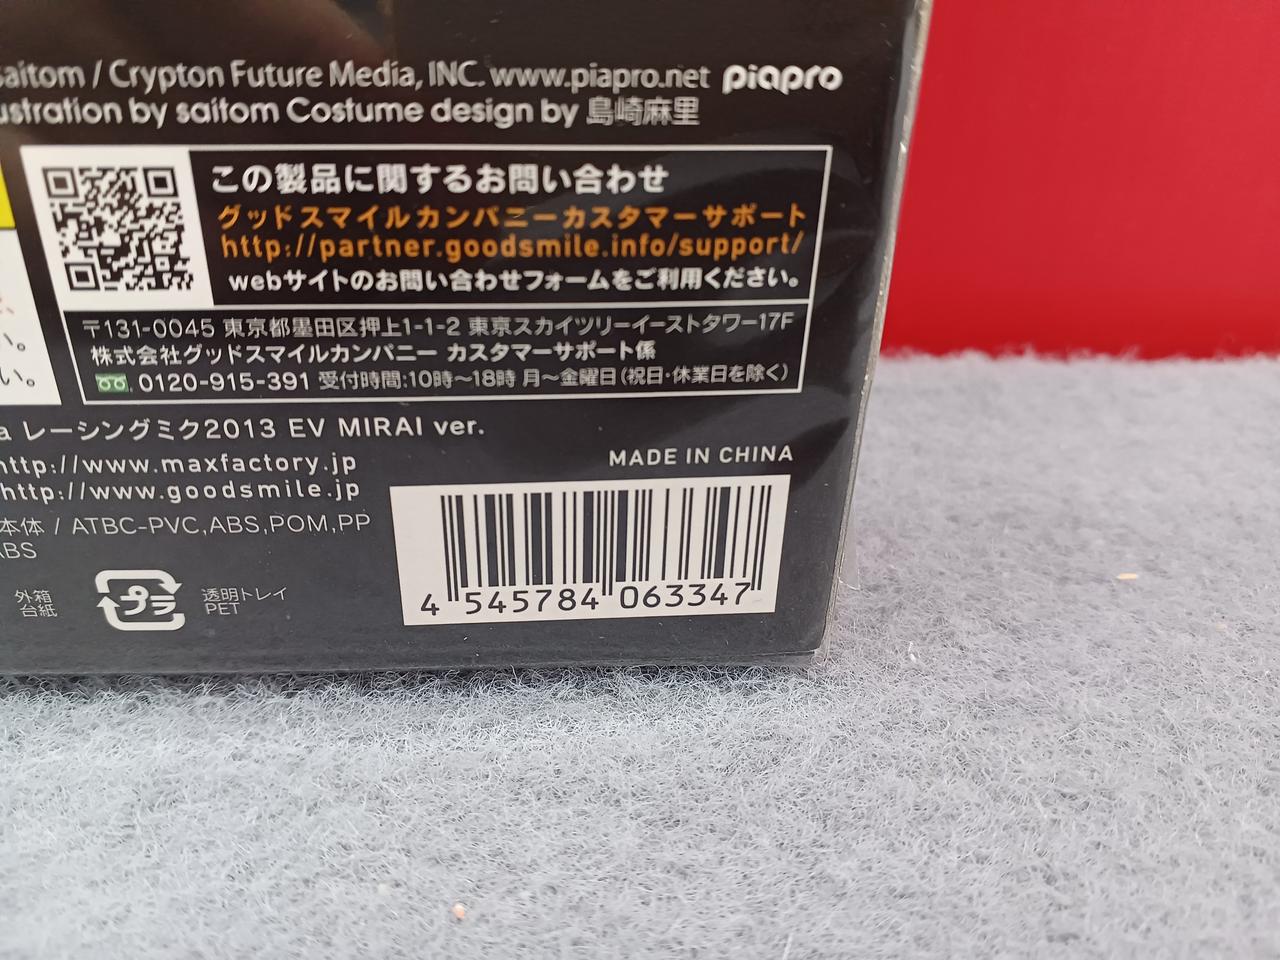 saitom / Crypton Future Media, INC. www.piapro.net piapro
ustration by saitom Costume design by 島崎麻里
この製品に関するお問い合わせ
グッドスマイルカンパニーカスタマーサポート
http://partner.goodsmile.info/support/
webサイトのお問い合わせフォームをご利用ください。
〒131-0045 東京都墨田区押上1-1-2 東京スカイツリーイーストタワー17F
株式会社グッドスマイルカンパニー カスタマーサポート係
0120-915-391 受付時間:10時～18時 月～金曜日(祝日・休業日を除く)
い。
い。
a レーシングミク2013 EV MIRAI ver.
http://www.maxfactory.jp
http://www.goodsmile.jp
MADE IN CHINA
本体 / ATBC-PVC,ABS,POM,PP
ABS
外箱
台紙
プラ
透明トレイ
PET
4 545784 063347